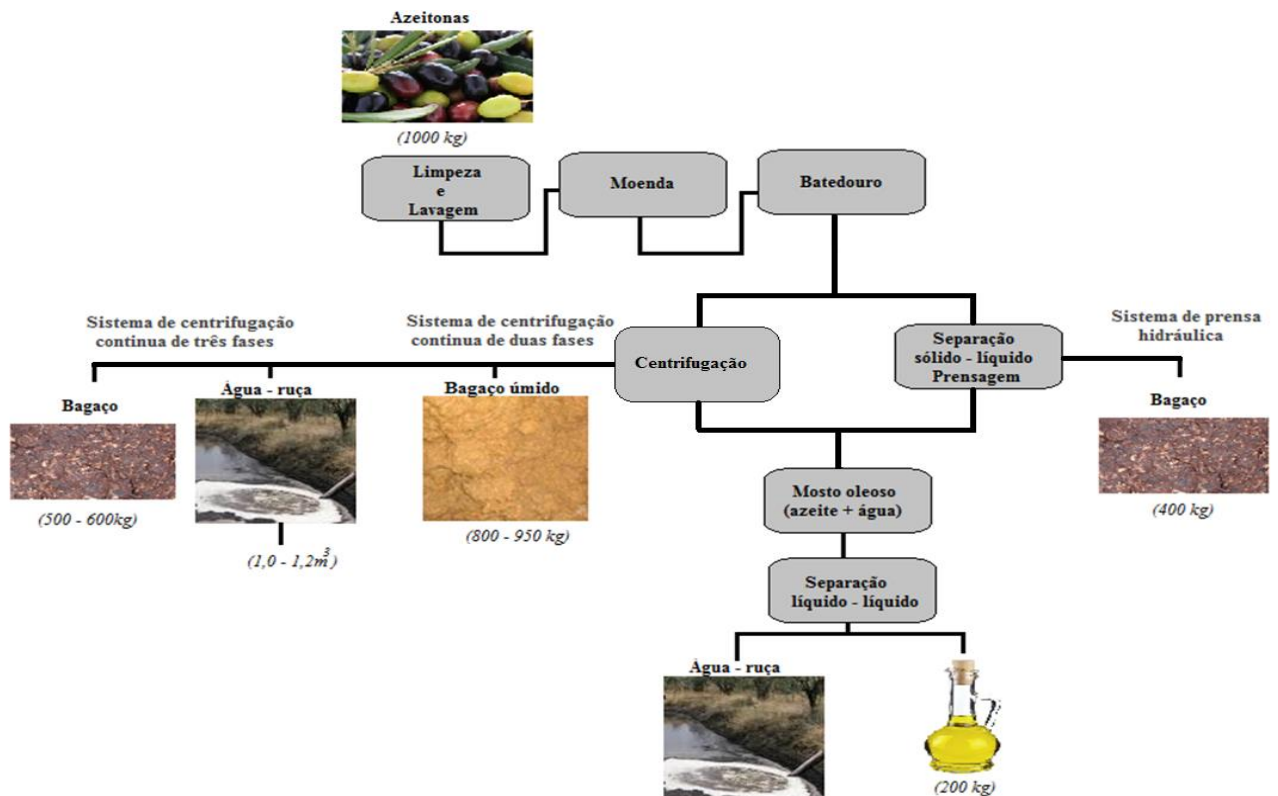 Azeitonas
(1000 kg)
Limpeza
e
Lavagem
Moenda
Batedouro
Sistema de centrifugação
continua de três fases
Sistema de centrifugação
continua de duas fases
Centrifugação
Separação
sólido - líquido
Prensagem
Sistema de prensa
hidráulica
Bagaço
(500 - 600kg)
Água - ruça
(1,0 - 1,2m³)
Bagaço úmido
(800 - 950 kg)
Bagaço
(400 kg)
Mosto oleoso
(azeite + água)
Separação
líquido - líquido
Água - ruça
(200 kg)